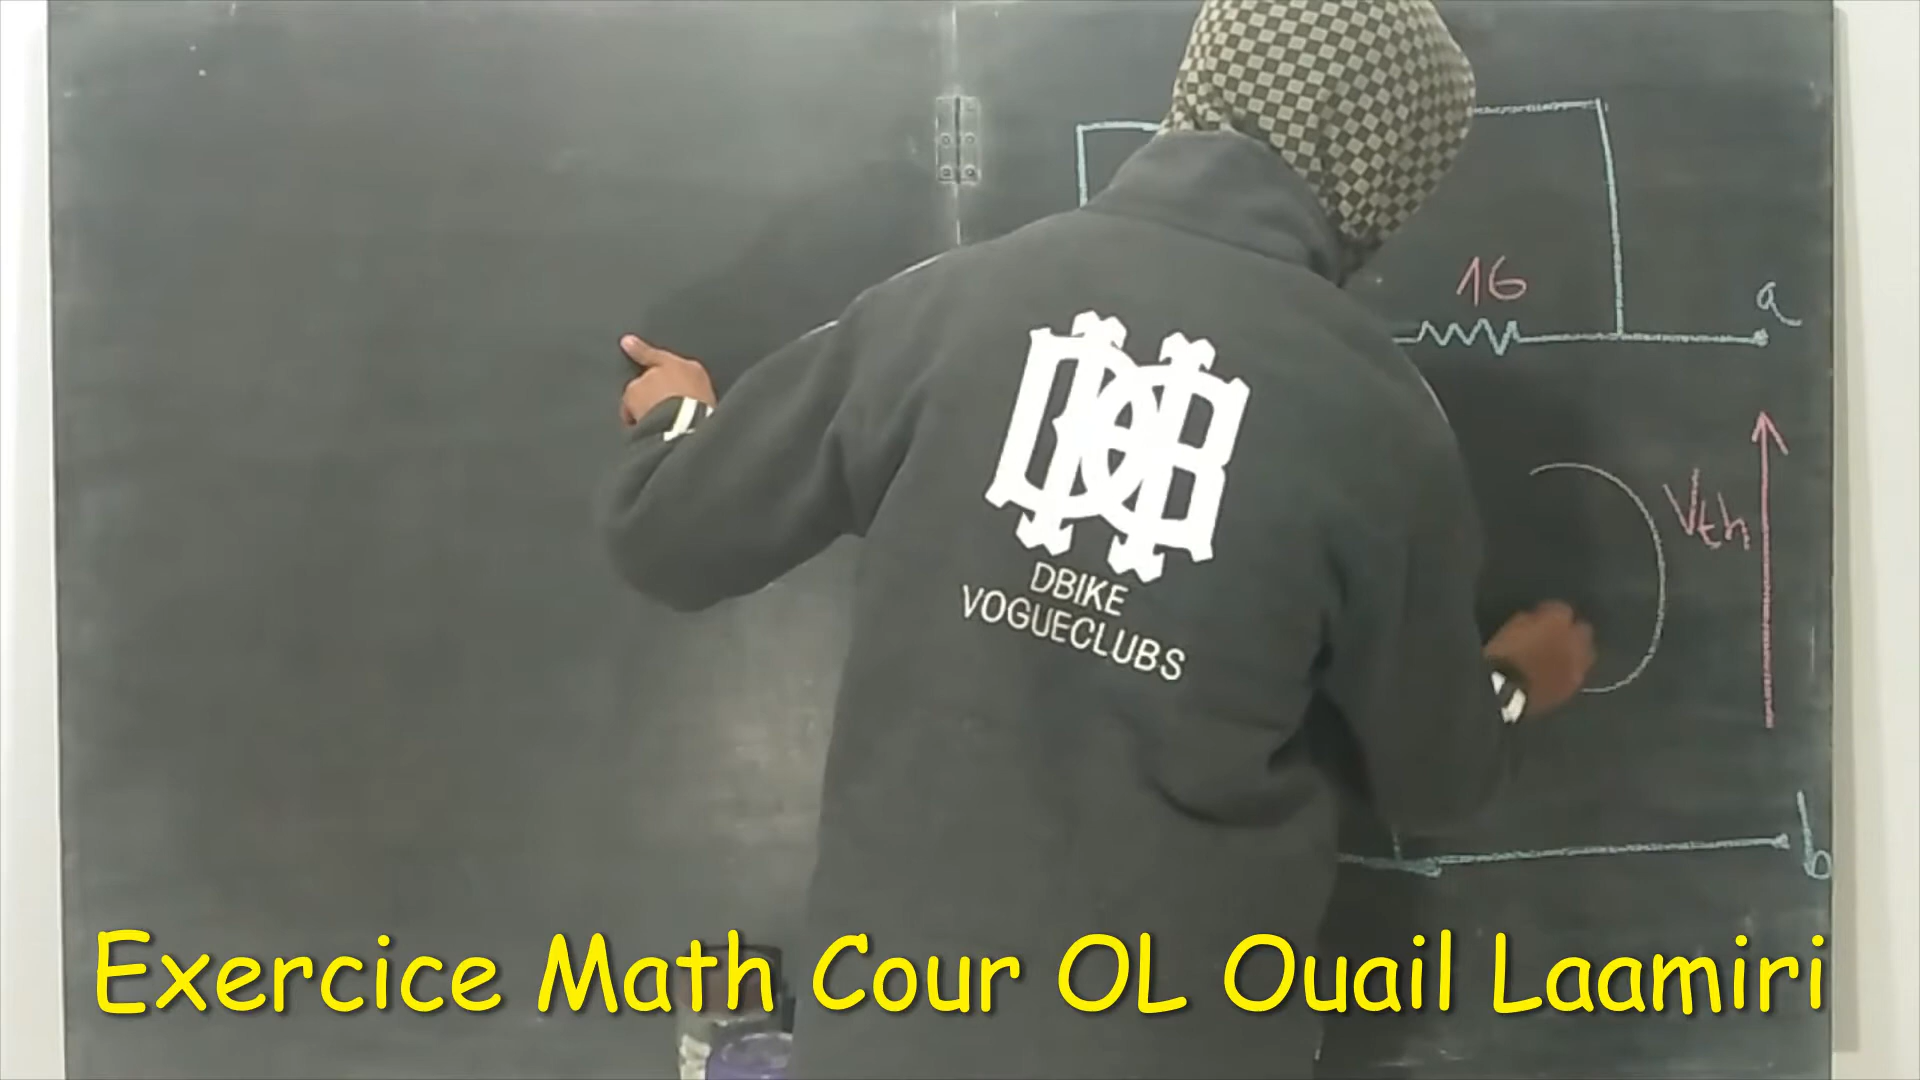 16
a
Vth
DBIKE
VOGUECLUBS
b
Exercice Math Cour OL Ouail Laamiri